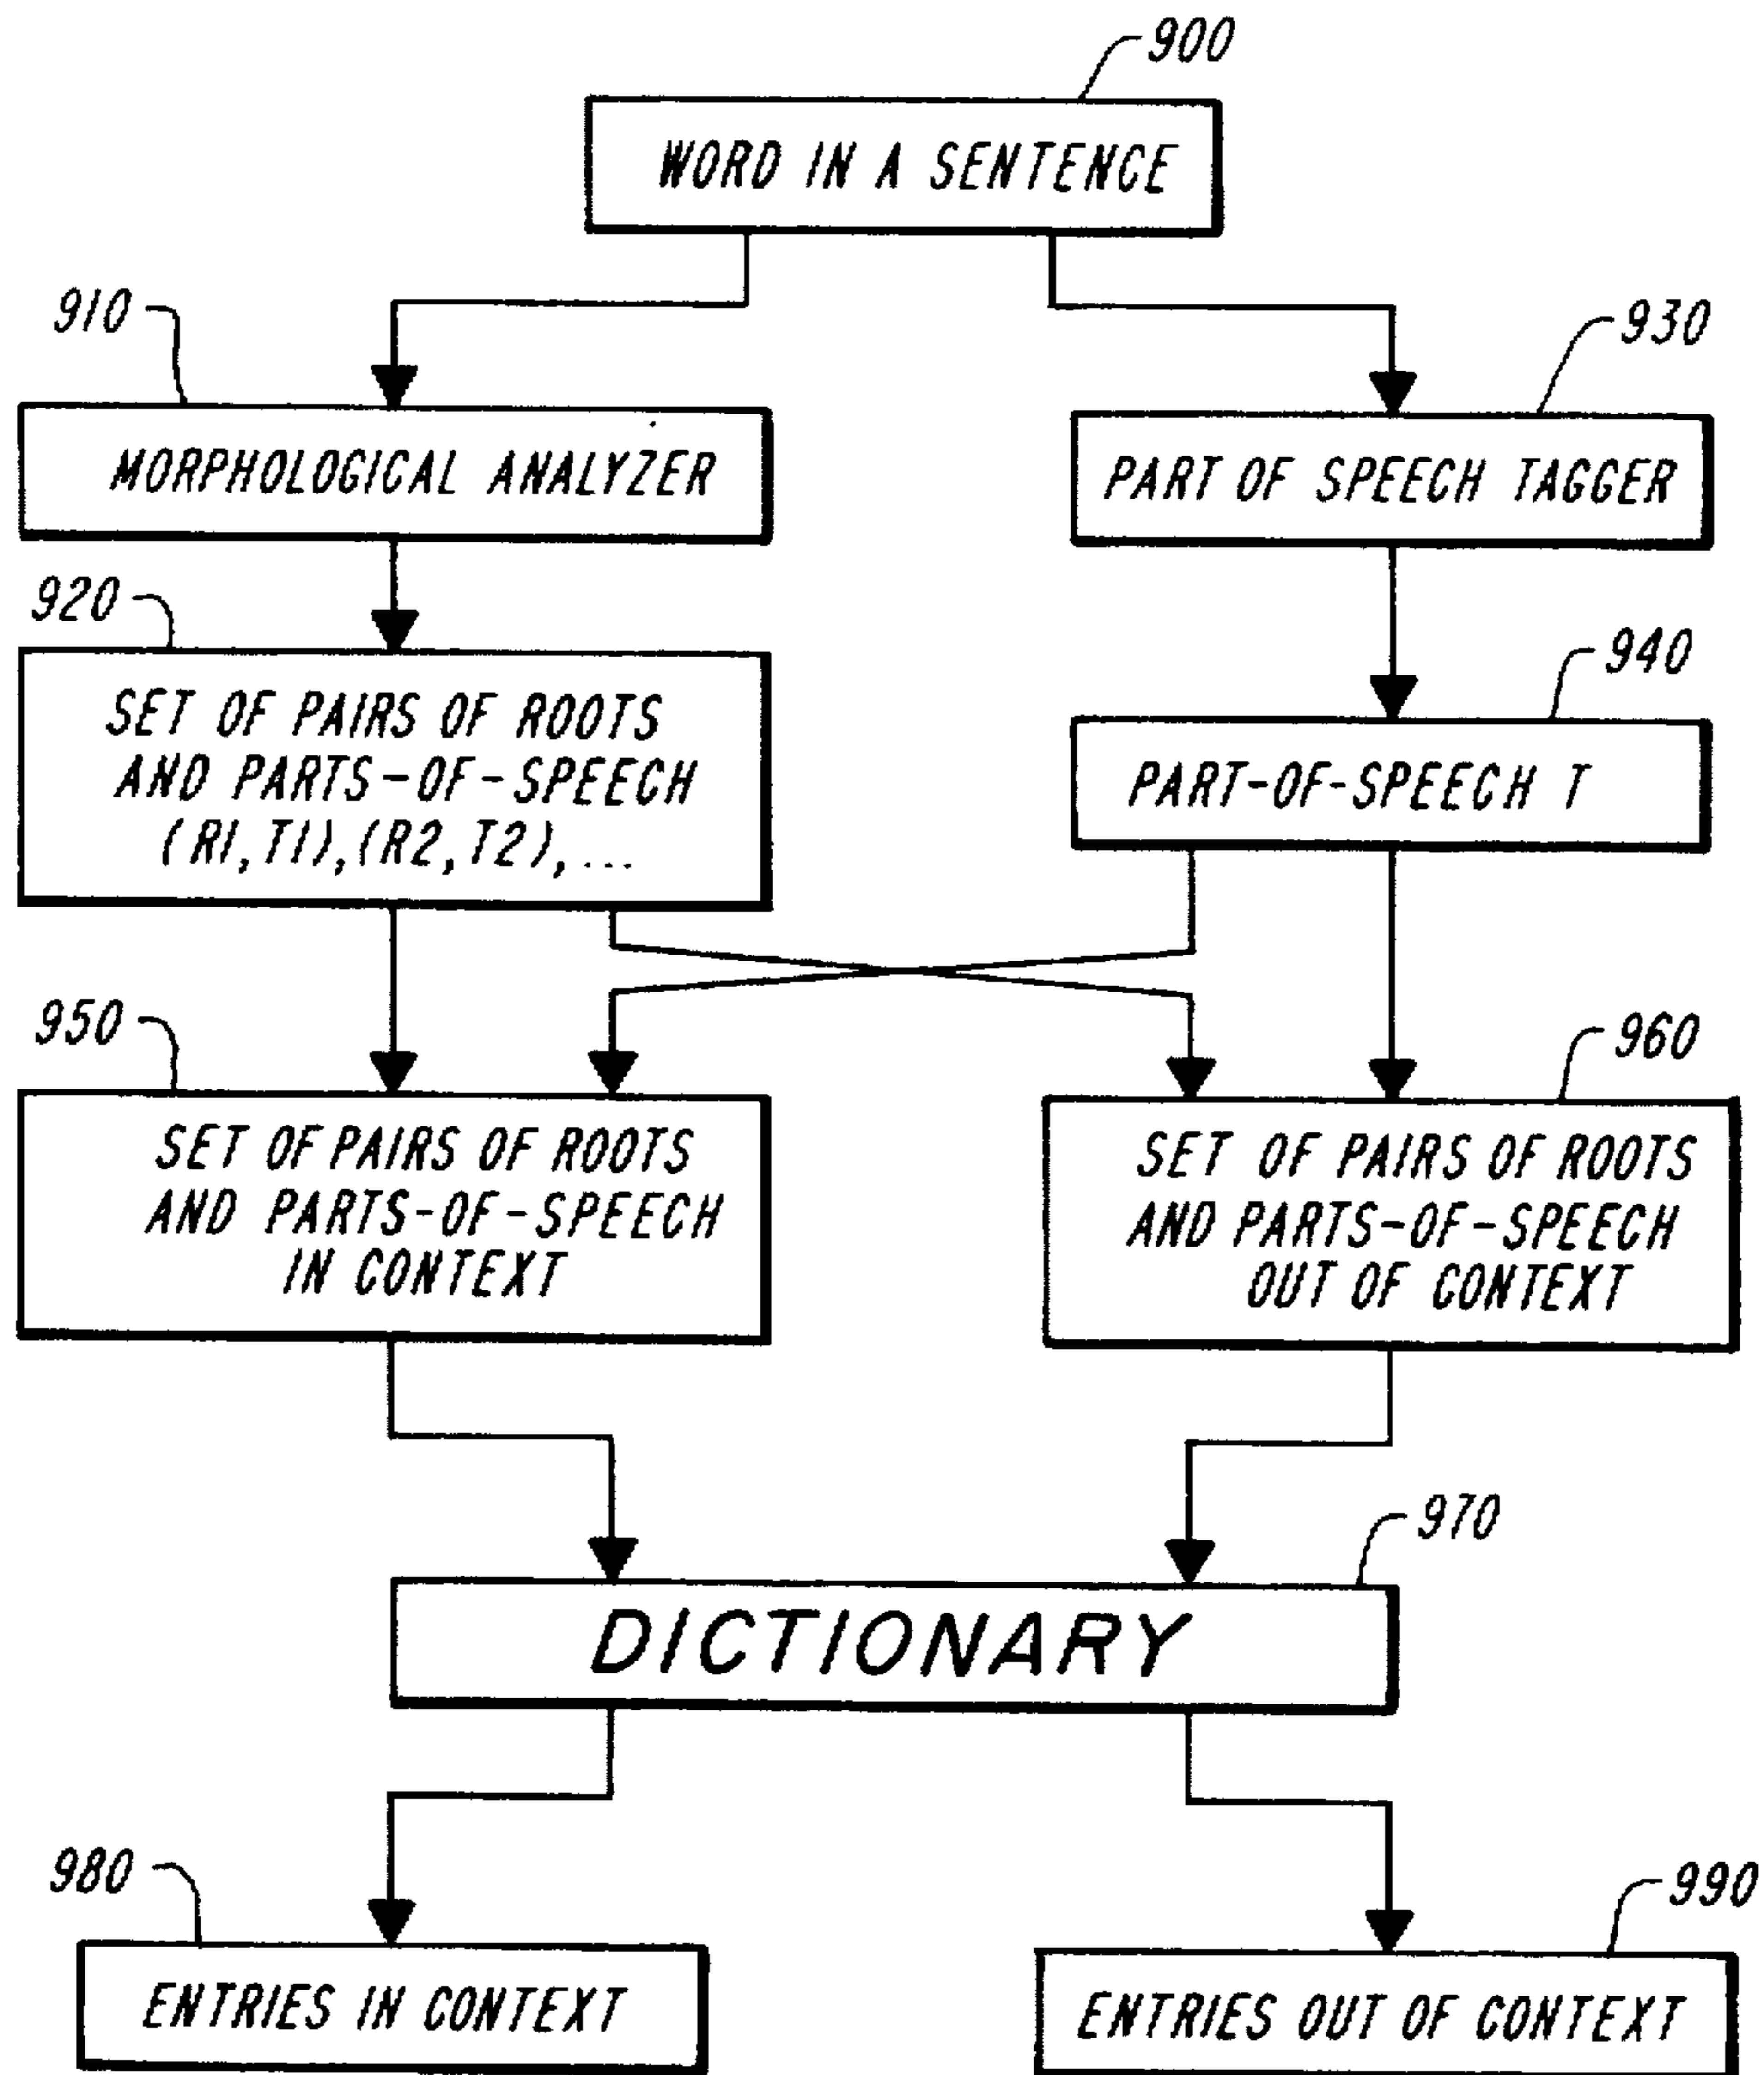 900
WORD IN A SENTENCE
910
930
MORPHOLOGICAL ANALYZER
PART OF SPEECH TAGGER
920
SET OF PAIRS OF ROOTS
AND PARTS-OF-SPEECH
(R1,T1),(R2,T2),...
940
PART-OF-SPEECH T
950
960
SET OF PAIRS OF ROOTS
AND PARTS-OF-SPEECH
IN CONTEXT
SET OF PAIRS OF ROOTS
AND PARTS-OF-SPEECH
OUT OF CONTEXT
970
DICTIONARY
980
990
ENTRIES IN CONTEXT
ENTRIES OUT OF CONTEXT